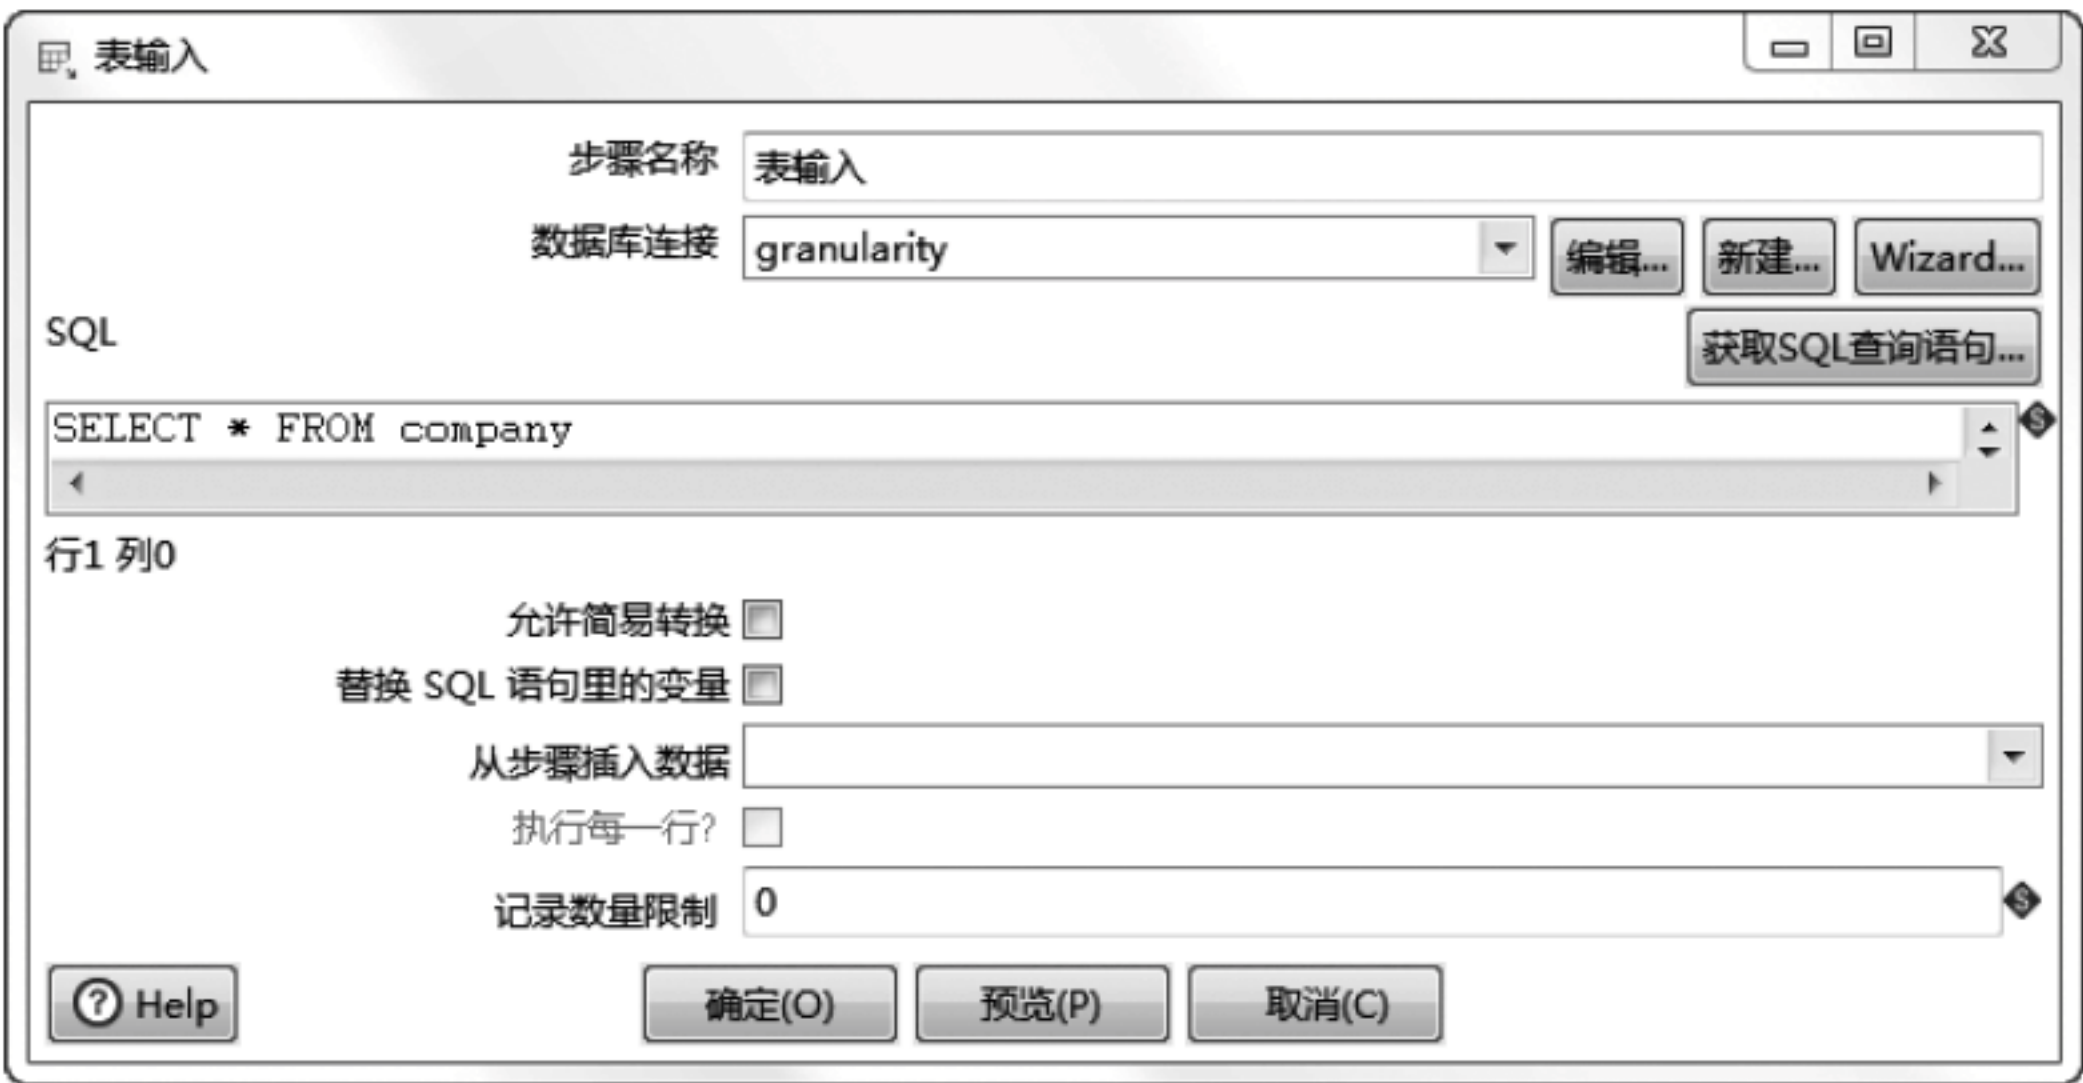 表输入
步骤名称 表输入
数据库连接 granularity 编辑... 新建... Wizard...
SQL 获取SQL查询语句...
SELECT * FROM company
行1 列0
允许简易转换
替换 SQL 语句里的变量
从步骤插入数据
执行每一行?
记录数量限制 0
Help 确定(O) 预览(P) 取消(C)